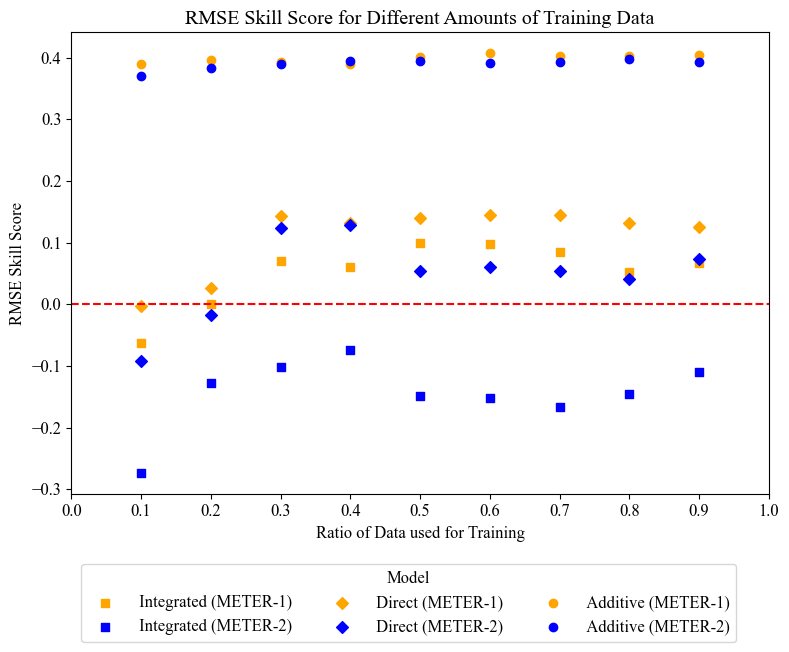 RMSE Skill Score for Different Amounts of Training Data
RMSE Skill Score
0.4
0.3
0.2
0.1
0.0
−0.1
−0.2
−0.3
0.0 0.1 0.2 0.3 0.4 0.5 0.6 0.7 0.8 0.9 1.0
Ratio of Data used for Training
Model
Integrated (METER-1) Direct (METER-1) Additive (METER-1)
Integrated (METER-2) Direct (METER-2) Additive (METER-2)